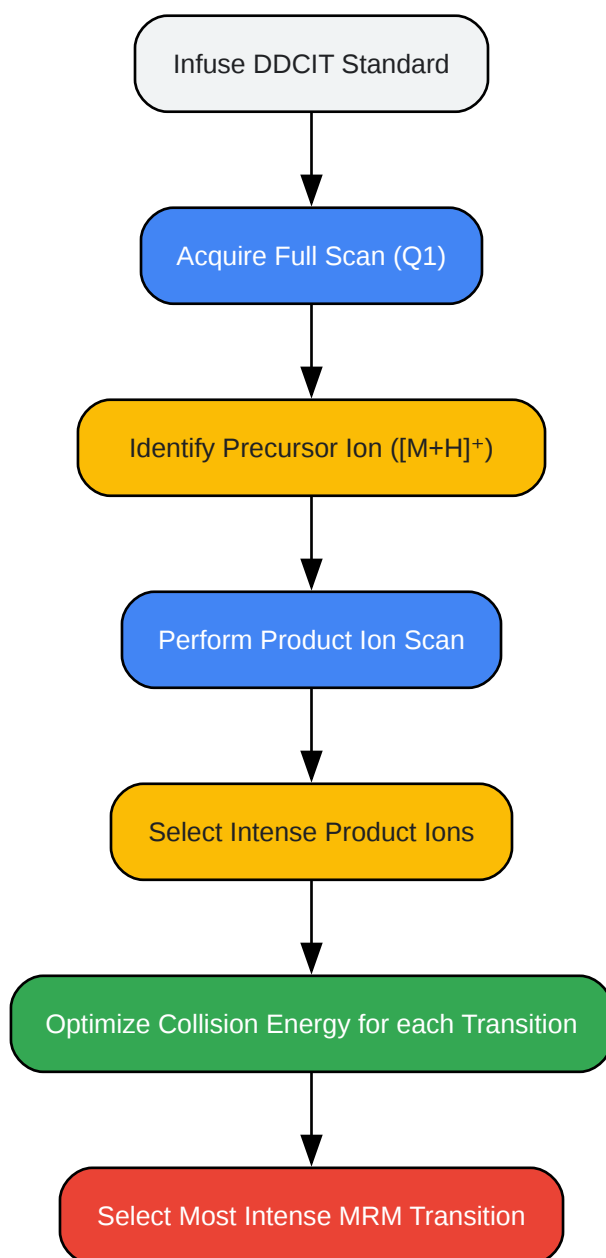 Infuse DDCIT Standard
Acquire Full Scan (Q1)
Identify Precursor Ion ([M+H]⁺)
Perform Product Ion Scan
Select Intense Product Ions
Optimize Collision Energy for each Transition
Select Most Intense MRM Transition